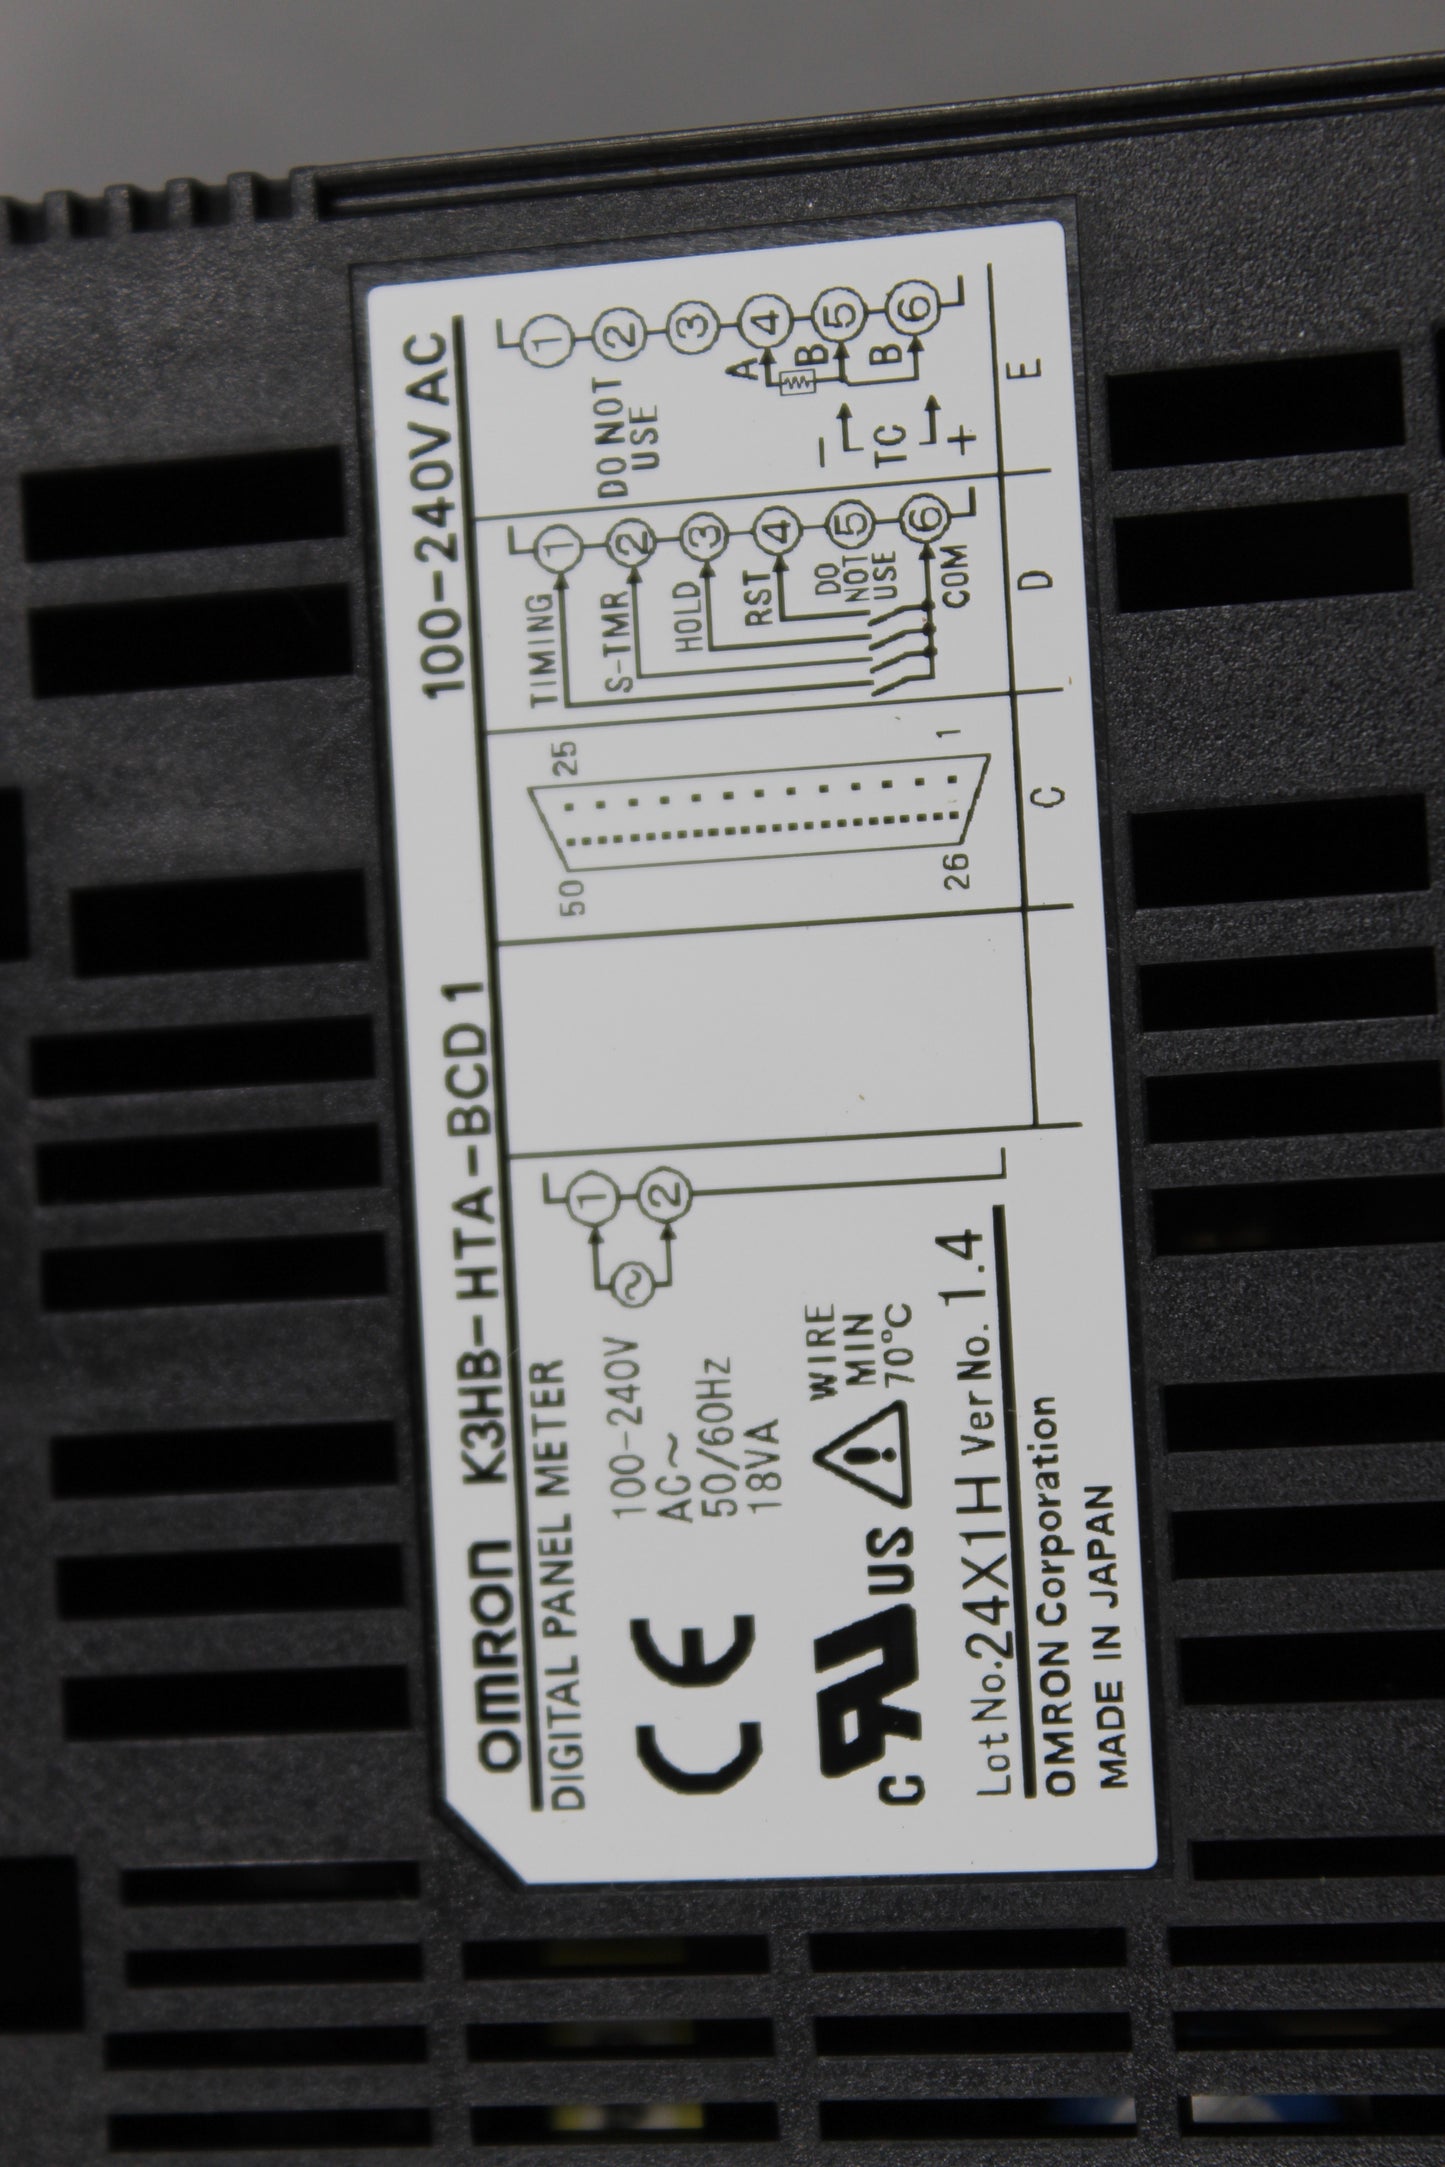 OMRON K3HB-HTA-BCD1 100-240V AC
DIGITAL PANEL METER
100-240V
AC~
50/60Hz
18VA
1
2
CE
C RU US
WIRE
MIN
70°C
Lot No. 24X1H Ver No. 1.4
OMRON Corporation
MADE IN JAPAN
50 25
26 1
C
TIMING 1
S-TMR 2
HOLD 3
RST 4
DO
NOT
USE
5
COM 6
D
1
DO NOT
USE
2
3
A 4
B 5
B 6
−
TC
+
E